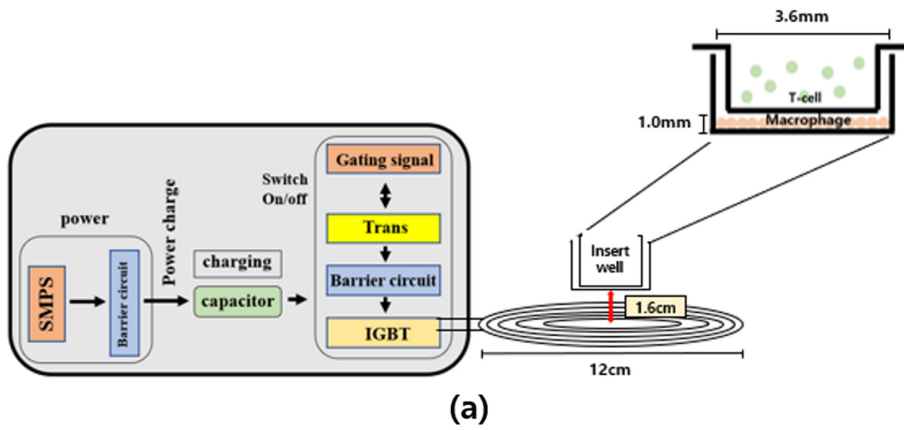 3.6mm
T-cell
Macrophage
1.0mm
Gating signal
Switch
On/off
power
Power charge
Trans
Insert
well
charging
SMPS
Barrier circuit
capacitor
Barrier circuit
IGBT
1.6cm
12cm
(a)